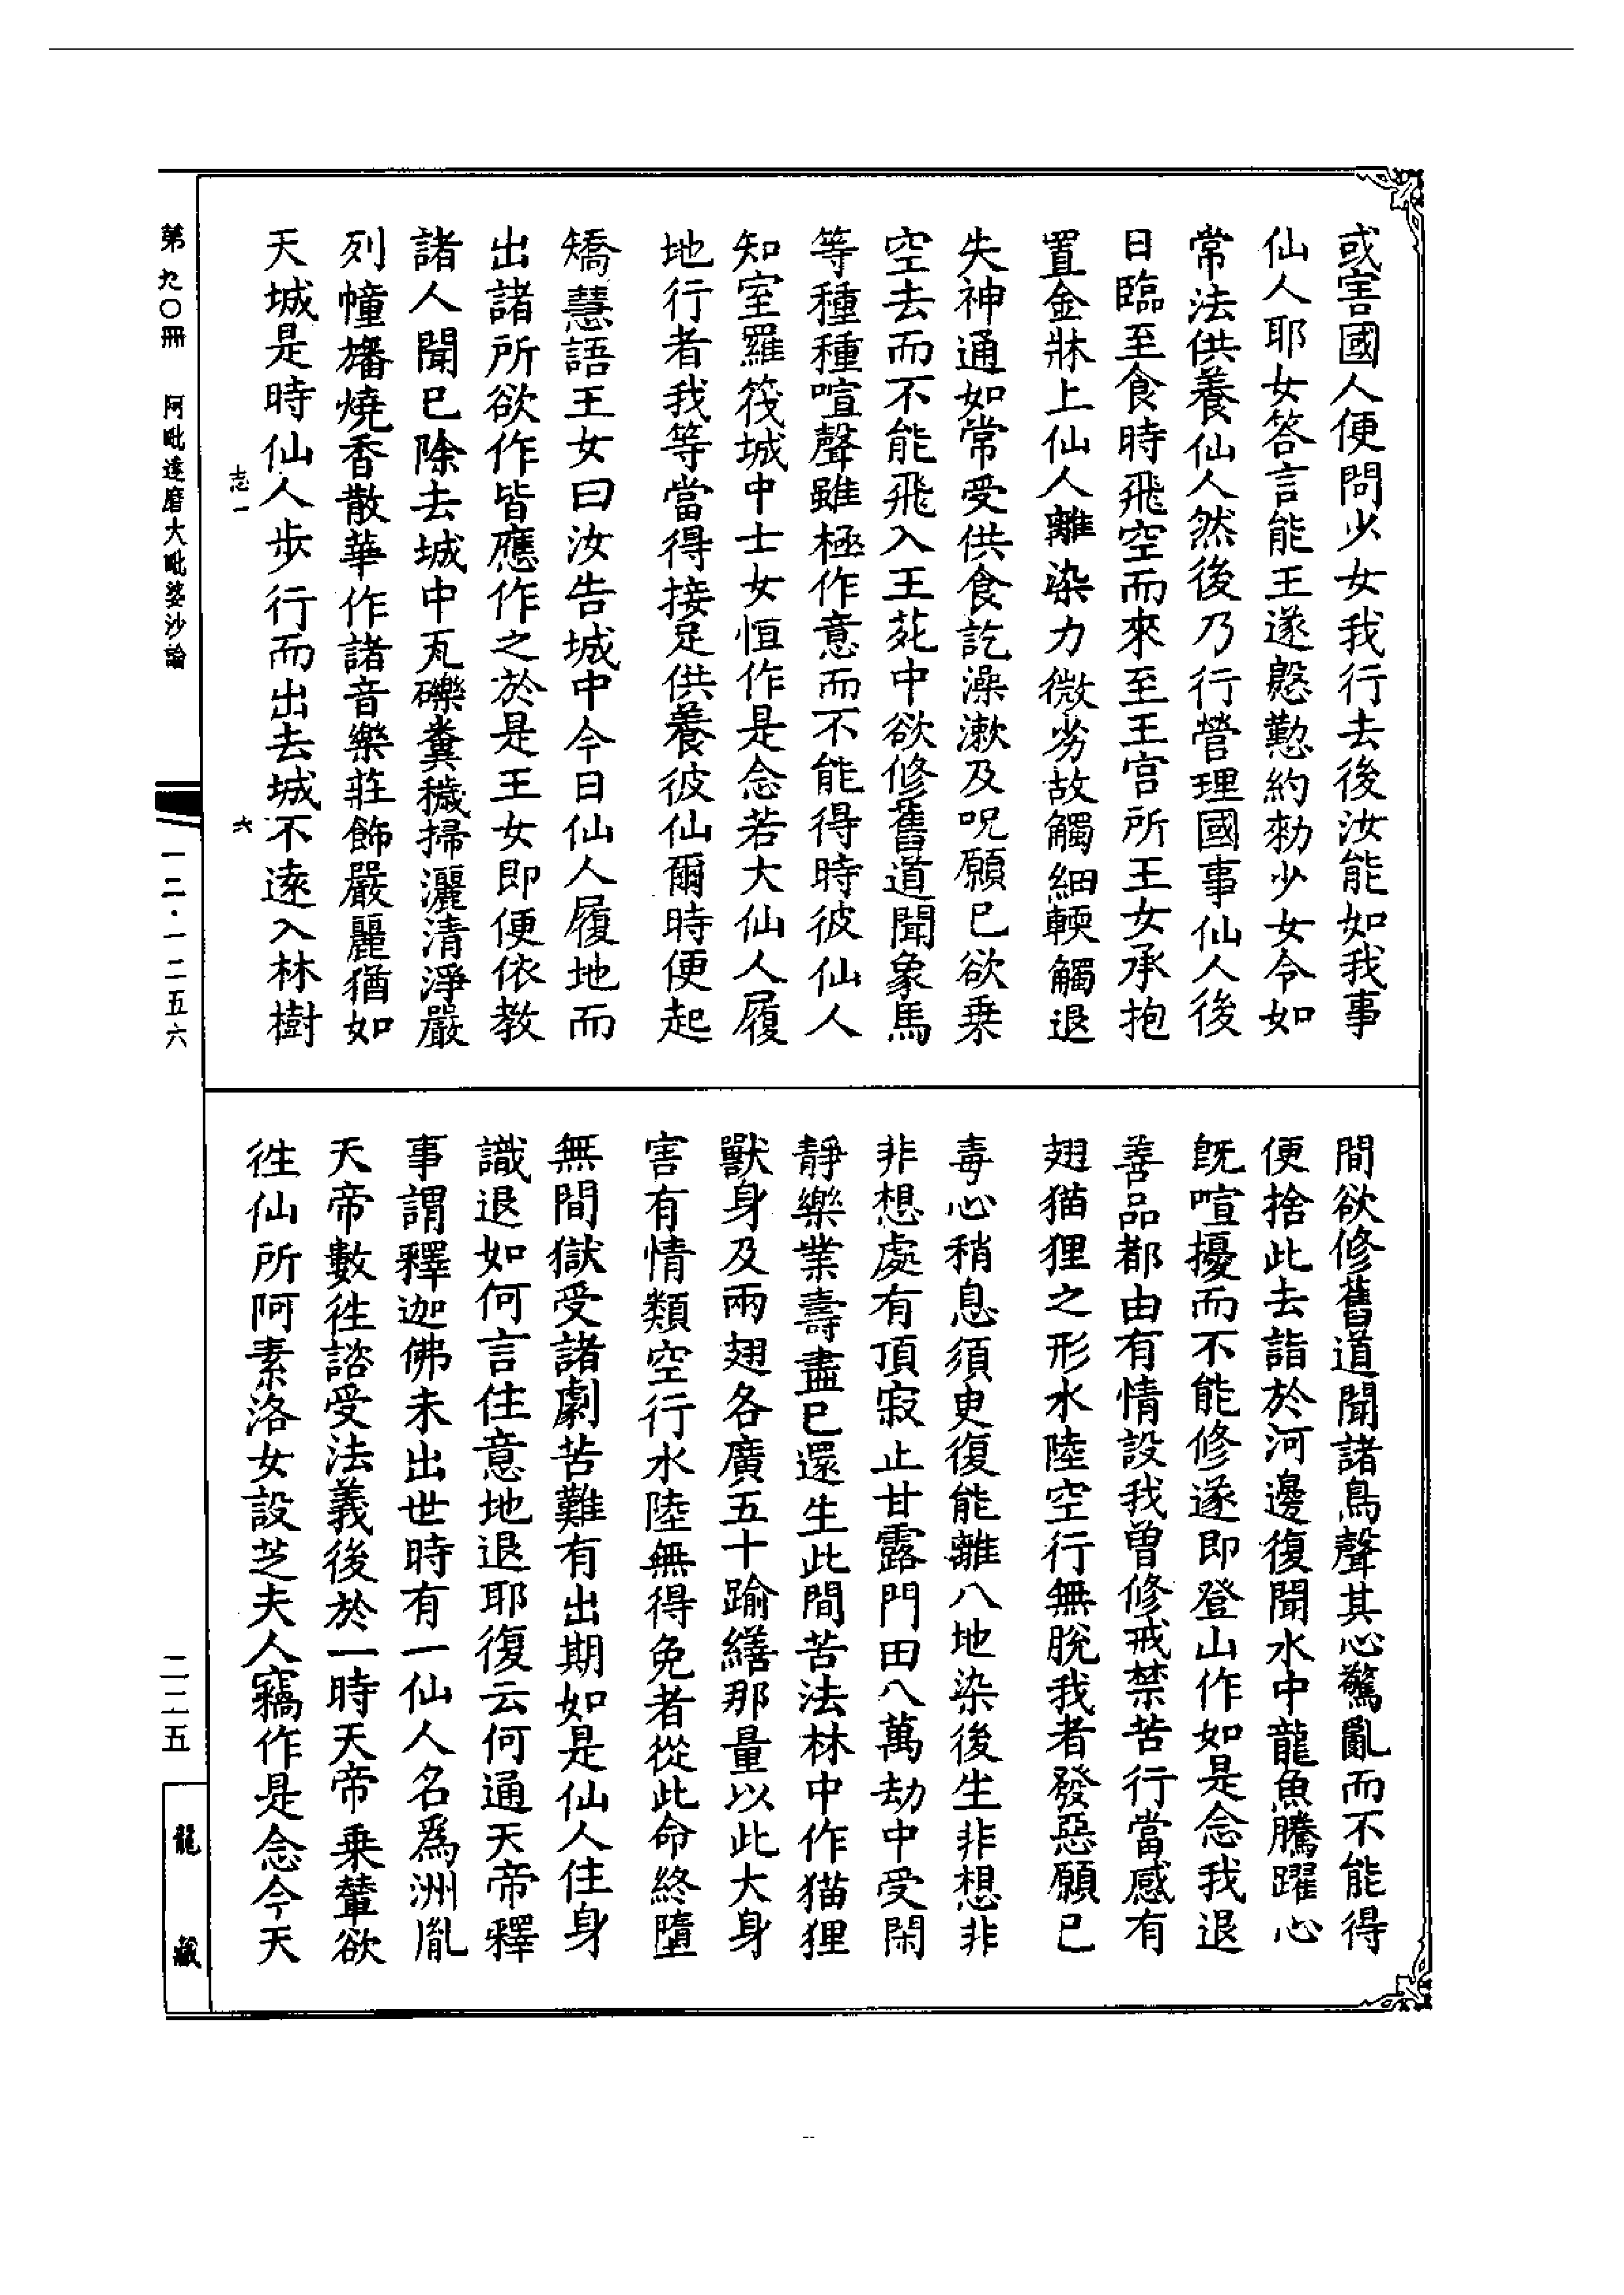 或害國人便問少女我行去後汝能如我事
仙人耶女答言能王遂慇懃約勑少女令如
常法供養仙人然後乃行營理國事仙人後
日臨至食時飛空而來至王宫所王女承抱
置金牀上仙人離染力微劣故觸細輭觸退
失神通如常受供食訖澡漱及呪願已欲乗
空去而不能飛入王苑中欲修舊道聞象馬
等種種喧聲雖極作意而不能得時彼仙人
知室羅筏城中士女恒作是念若大仙人履
地行者我等當得接足供養彼仙爾時便起
矯慧語王女曰汝告城中今日仙人履地而
出諸所欲作皆應作之於是王女即便依教
諸人聞已除去城中瓦礫糞穢掃灑清淨嚴
列幢旛燒香散華作諸音樂莊飾嚴麗猶如
天城是時仙人步行而出去城不遠入林樹
間欲修舊道聞諸鳥聲其心驚亂而不能得
便捨此去詣於河邊復聞水中龍魚騰躍心
旣喧擾而不能修遂即登山作如是念我退
善品都由有情設我曾修戒禁苦行當感有
翅猫狸之形水陸空行無脫我者發惡願已
毒心稍息須更復能離八地染後生非想非
非想處有頂寂止甘露門田八萬劫中受閑
靜樂業壽盡已還生此間苦法林中作猫狸
獸身及兩翅各廣五十踰繕那量以此大身
害有情類空行水陸無得免者從此命終墮
無間獄受諸劇苦難有出期如是仙人住身
識退如何言住意地退耶復云何通天帝釋
事謂釋迦佛未出世時有一仙人名爲洲胤
天帝數徃諮受法義後於一時天帝乗輦欲
徃仙所阿素洛女設芝夫人竊作是念今天
志一
六
第九〇冊
阿毗達磨大毗婆沙論
一二·一二五六
二二五
龍藏